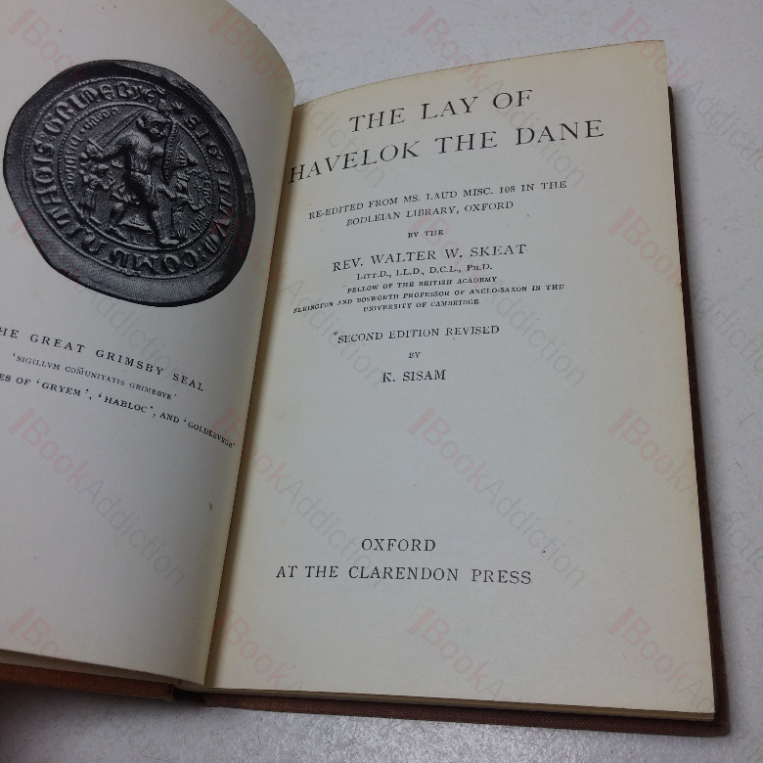 THE GREAT GRIMSBY SEAL
'SIGILLVM COMUNITATIS GRIMEBYE'
OF 'GRYEM', 'HABLOC', AND 'GOLDEBVRGH'
THE LAY OF
HAVELOK THE DANE
RE-EDITED FROM MS. LAUD MISC. 108 IN THE
BODLEIAN LIBRARY, OXFORD
BY THE
REV. WALTER W. SKEAT
LITT.D., LL.D., D.C.L., PH.D.
FELLOW OF THE BRITISH ACADEMY
ELRINGTON AND BOSWORTH PROFESSOR OF ANGLO-SAXON IN THE
UNIVERSITY OF CAMBRIDGE
SECOND EDITION REVISED
BY
K. SISAM
OXFORD
AT THE CLARENDON PRESS
BookAddiction